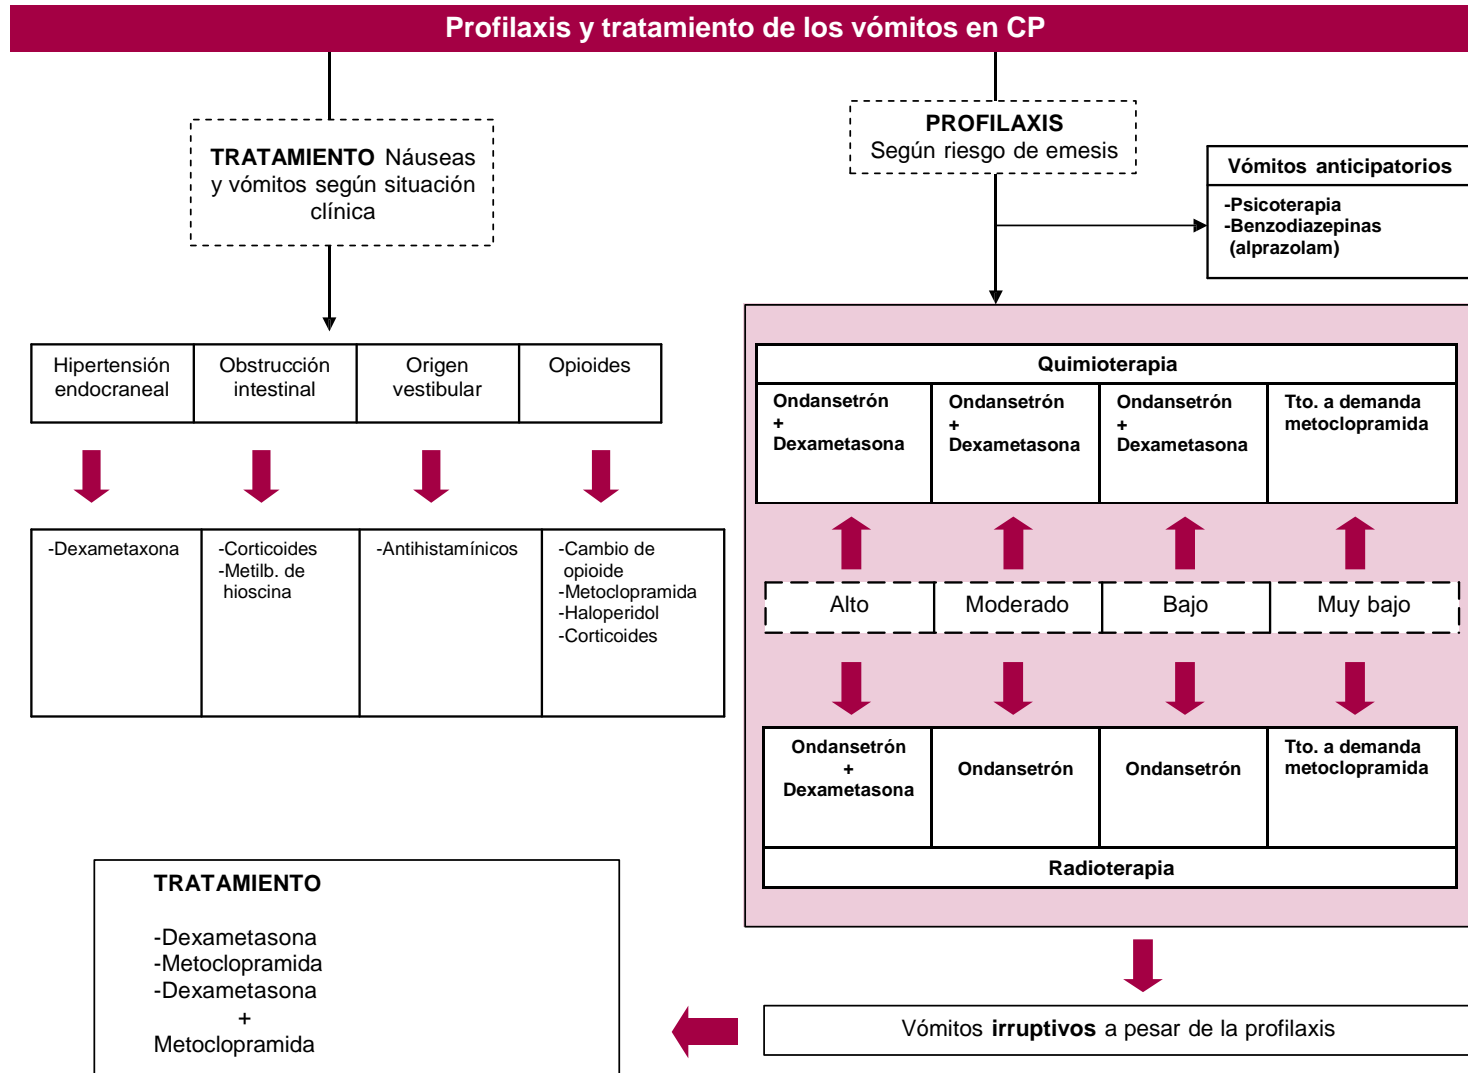 Profilaxis y tratamiento de los vómitos en CP
TRATAMIENTO Náuseas
y vómitos según situación
clínica
PROFILAXIS
Según riesgo de emesis
Vómitos anticipatorios
-Psicoterapia
-Benzodiazepinas
(alprazolam)
Hipertensión
endocraneal
Obstrucción
intestinal
Origen
vestibular
Opioides
-Dexametaxona
-Corticoides
-Metilb. de
hioscina
-Antihistamínicos
-Cambio de
opioide
-Metoclopramida
-Haloperidol
-Corticoides
Quimioterapia
Ondansetrón
+
Dexametasona
Ondansetrón
+
Dexametasona
Ondansetrón
+
Dexametasona
Tto. a demanda
metoclopramida
Alto
Moderado
Bajo
Muy bajo
Ondansetrón
+
Dexametasona
Ondansetrón
Ondansetrón
Tto. a demanda
metoclopramida
Radioterapia
Vómitos irruptivos a pesar de la profilaxis
TRATAMIENTO
-Dexametasona
-Metoclopramida
-Dexametasona
+
Metoclopramida